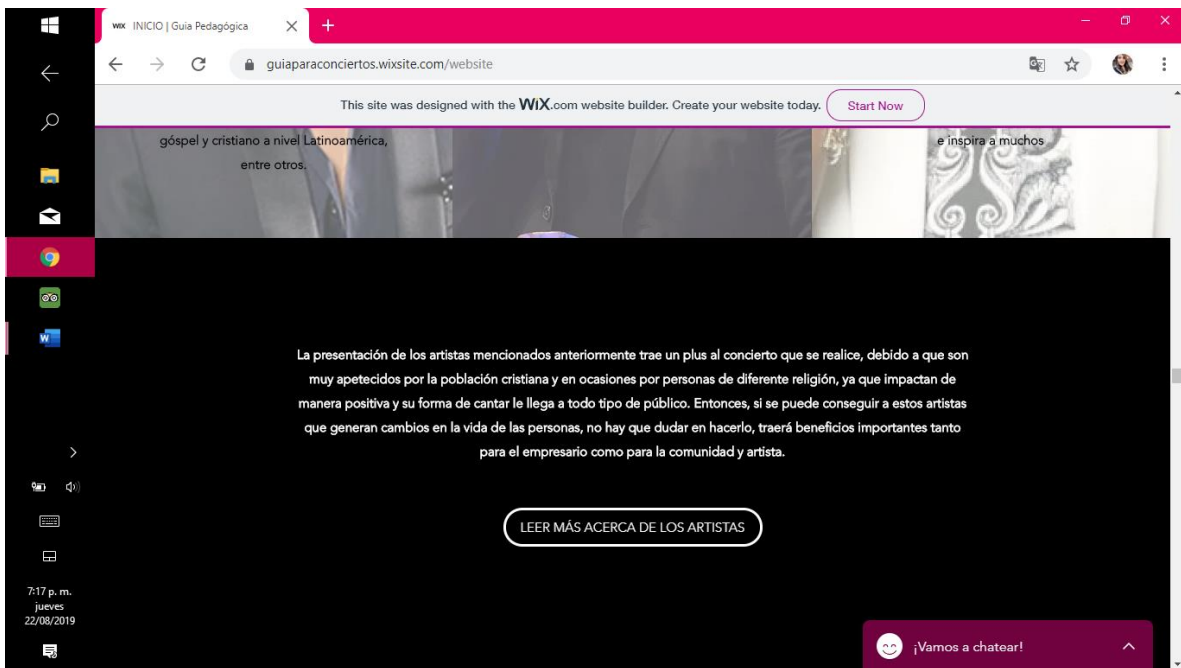 WIX INICIO | Guia Pedagógica
guiaparaconciertos.wixsite.com/website
This site was designed with the WiX.com website builder. Create your website today. Start Now
góspel y cristiano a nivel Latinoamérica,
entre otros.
e inspira a muchos
La presentación de los artistas mencionados anteriormente trae un plus al concierto que se realice, debido a que son
muy apetecidos por la población cristiana y en ocasiones por personas de diferente religión, ya que impactan de
manera positiva y su forma de cantar le llega a todo tipo de público. Entonces, si se puede conseguir a estos artistas
que generan cambios en la vida de las personas, no hay que dudar en hacerlo, traerá beneficios importantes tanto
para el empresario como para la comunidad y artista.
LEER MÁS ACERCA DE LOS ARTISTAS
7:17 p. m.
jueves
22/08/2019
¡Vamos a chatear!